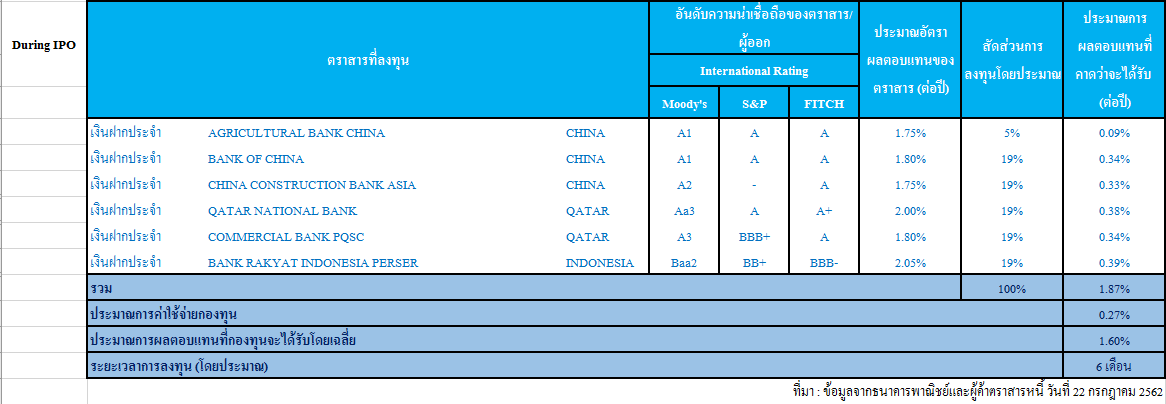 During IPO
ตราสารที่ลงทุน
อันดับความน่าเชื่อถือของตราสาร/
ผู้ออก
International Rating
Moody's S&P FITCH
ประมาณอัตรา
ผลตอบแทนของ
ตราสาร (ต่อปี)
สัดส่วนการ
ลงทุนโดยประมาณ
ประมาณการ
ผลตอบแทนที่
คาดว่าจะได้รับ
(ต่อปี)
เงินฝากประจำ AGRICULTURAL BANK CHINA CHINA A1 A A 1.75% 5% 0.09%
เงินฝากประจำ BANK OF CHINA CHINA A1 A A 1.80% 19% 0.34%
เงินฝากประจำ CHINA CONSTRUCTION BANK ASIA CHINA A2 - A 1.75% 19% 0.33%
เงินฝากประจำ QATAR NATIONAL BANK QATAR Aa3 A A+ 2.00% 19% 0.38%
เงินฝากประจำ COMMERCIAL BANK PQSC QATAR A3 BBB+ A 1.80% 19% 0.34%
เงินฝากประจำ BANK RAKYAT INDONESIA PERSER INDONESIA Baa2 BB+ BBB- 2.05% 19% 0.39%
รวม 100% 1.87%
ประมาณการค่าใช้จ่ายกองทุน 0.27%
ประมาณการผลตอบแทนที่กองทุนจะได้รับโดยเฉลี่ย 1.60%
ระยะเวลาการลงทุน (โดยประมาณ) 6 เดือน
ที่มา : ข้อมูลจากธนาคารพาณิชย์และผู้ค้าตราสารหนี้ วันที่ 22 กรกฎาคม 2562